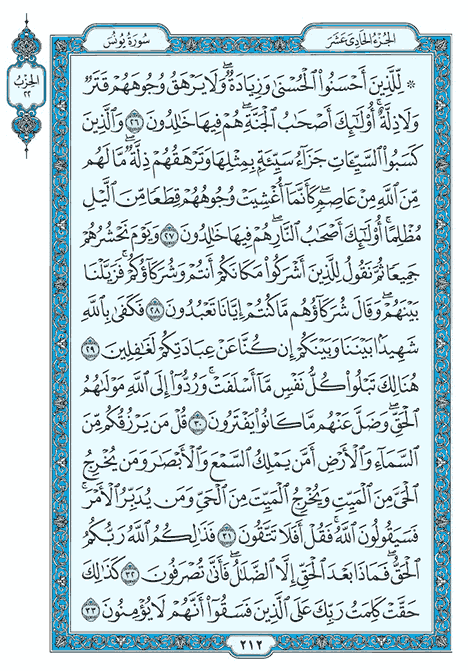 سُورَةُ يُونُسَ
الجُزْءُ الحَادِي عَشَرَ
الحِزْبُ
٢٢
۞ لِّلَّذِينَ أَحْسَنُوا۟ ٱلْحُسْنَىٰ وَزِيَادَةٌ ۖ وَلَا يَرْهَقُ وُجُوهَهُمْ قَتَرٌ
وَلَا ذِلَّةٌ ۚ أُو۟لَـٰٓئِكَ أَصْحَـٰبُ ٱلْجَنَّةِ ۖ هُمْ فِيهَا خَـٰلِدُونَ ٢٦ وَٱلَّذِينَ
كَسَبُوا۟ ٱلسَّيِّـَٔاتِ جَزَآءُ سَيِّئَةٍۭ بِمِثْلِهَا وَتَرْهَقُهُمْ ذِلَّةٌ ۖ مَّا لَهُم
مِّنَ ٱللَّهِ مِنْ عَاصِمٍ ۖ كَأَنَّمَآ أُغْشِيَتْ وُجُوهُهُمْ قِطَعًا مِّنَ ٱلَّيْلِ
مُظْلِمًا ۚ أُو۟لَـٰٓئِكَ أَصْحَـٰبُ ٱلنَّارِ ۖ هُمْ فِيهَا خَـٰلِدُونَ ٢٧ وَيَوْمَ نَحْشُرُهُمْ
جَمِيعًا ثُمَّ نَقُولُ لِلَّذِينَ أَشْرَكُوا۟ مَكَانَكُمْ أَنتُمْ وَشُرَكَآؤُكُمْ ۚ فَزَيَّلْنَا
بَيْنَهُمْ ۖ وَقَالَ شُرَكَآؤُهُم مَّا كُنتُمْ إِيَّانَا تَعْبُدُونَ ٢٨ فَكَفَىٰ بِٱللَّهِ
شَهِيدًۢا بَيْنَنَا وَبَيْنَكُمْ إِن كُنَّا عَنْ عِبَادَتِكُمْ لَغَـٰفِلِينَ ٢٩
هُنَالِكَ تَبْلُوا۟ كُلُّ نَفْسٍ مَّآ أَسْلَفَتْ ۚ وَرُدُّوٓا۟ إِلَى ٱللَّهِ مَوْلَىٰهُمُ
ٱلْحَقِّ ۖ وَضَلَّ عَنْهُم مَّا كَانُوا۟ يَفْتَرُونَ ٣٠ قُلْ مَن يَرْزُقُكُم مِّنَ
ٱلسَّمَآءِ وَٱلْأَرْضِ أَمَّن يَمْلِكُ ٱلسَّمْعَ وَٱلْأَبْصَـٰرَ وَمَن يُخْرِجُ
ٱلْحَىَّ مِنَ ٱلْمَيِّتِ وَيُخْرِجُ ٱلْمَيِّتَ مِنَ ٱلْحَىِّ وَمَن يُدَبِّرُ ٱلْأَمْرَ ۚ
فَسَيَقُولُونَ ٱللَّهُ ۚ فَقُلْ أَفَلَا تَتَّقُونَ ٣١ فَذَٰلِكُمُ ٱللَّهُ رَبُّكُمُ
ٱلْحَقُّ ۖ فَمَاذَا بَعْدَ ٱلْحَقِّ إِلَّا ٱلضَّلَـٰلُ ۖ فَأَنَّىٰ تُصْرَفُونَ ٣٢ كَذَٰلِكَ
حَقَّتْ كَلِمَتُ رَبِّكَ عَلَى ٱلَّذِينَ فَسَقُوٓا۟ أَنَّهُمْ لَا يُؤْمِنُونَ ٣٣
٢١٢